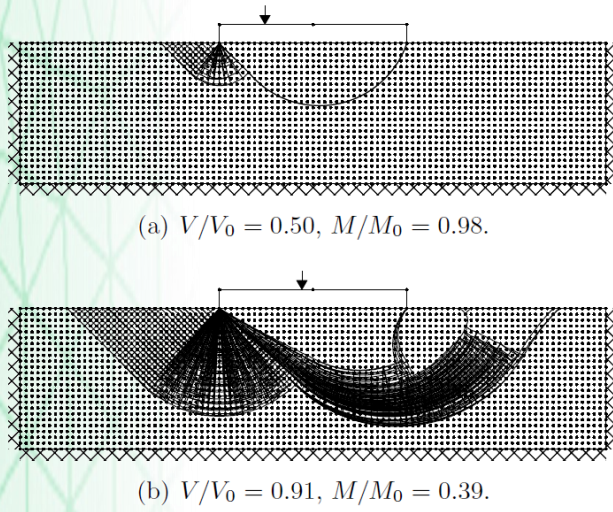 (a) V/V₀ = 0.50, M/M₀ = 0.98.
(b) V/V₀ = 0.91, M/M₀ = 0.39.